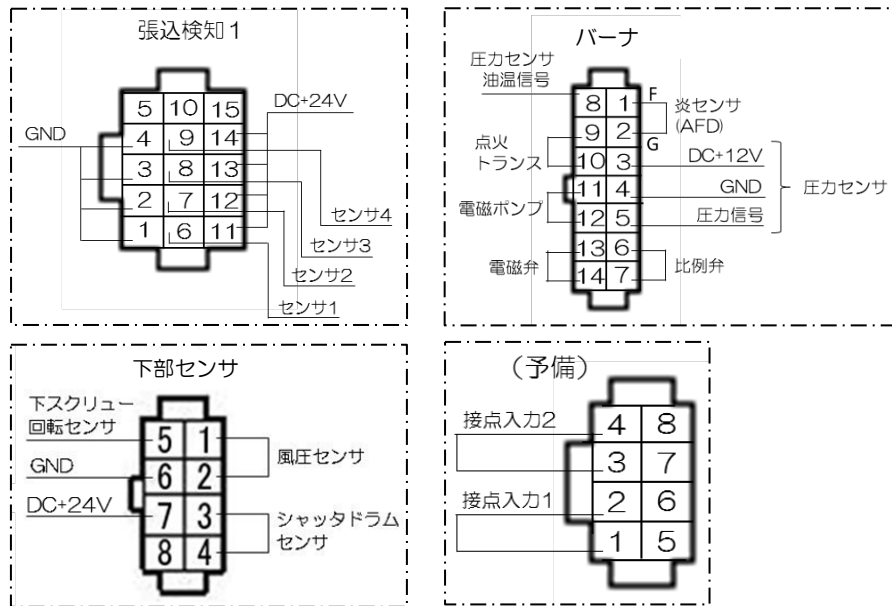 張込検知1
5 10 15
DC+24V
GND
4 9 14
3 8 13
2 7 12
1 6 11
センサ4
センサ3
センサ2
センサ1
バーナ
圧力センサ
油温信号
8 1
F
炎センサ
(AFD)
9 2
G
点火
トランス
10 3
DC+12V
11 4
GND
圧力センサ
電磁ポンプ
12 5
圧力信号
13 6
電磁弁
比例弁
14 7
下部センサ
下スクリュー
回転センサ
5 1
風圧センサ
GND
6 2
DC+24V
7 3
シャッタドラム
センサ
8 4
(予備)
接点入力2
4 8
3 7
接点入力1
2 6
1 5